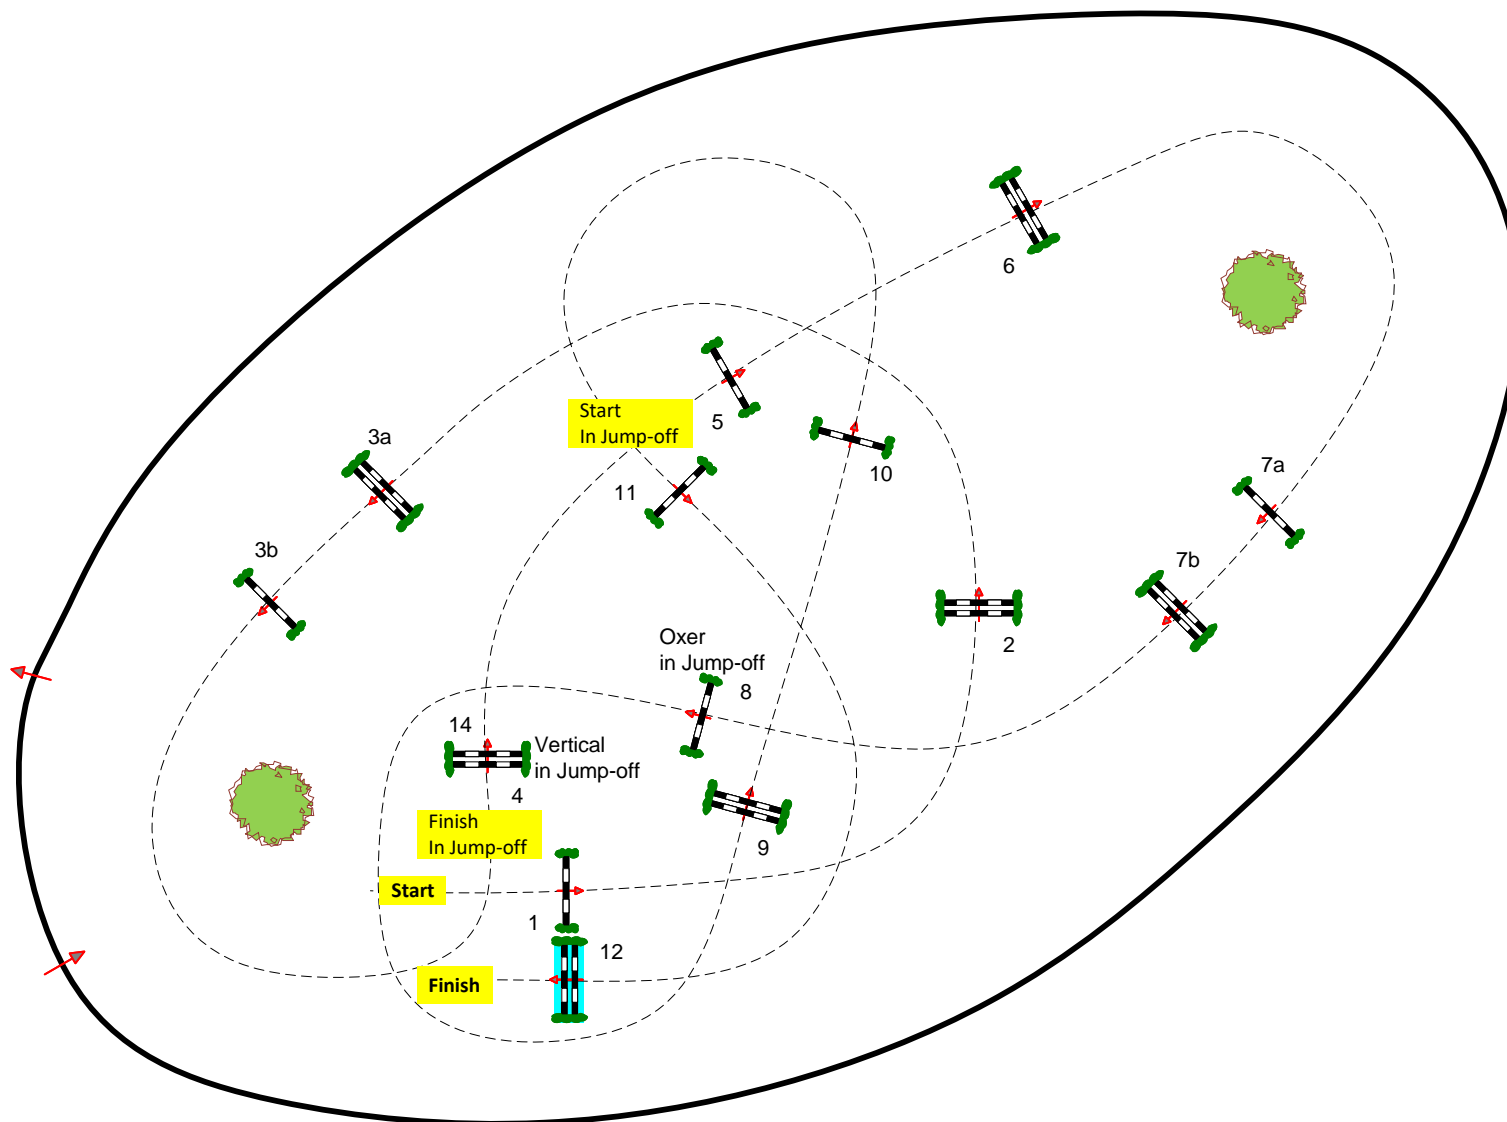 6
Start
In Jump-off
5
3a
10
7a
11
3b
7b
Oxer
in Jump-off
2
8
14
Vertical
in Jump-off
4
Finish
In Jump-off
9
Start
1
12
Finish